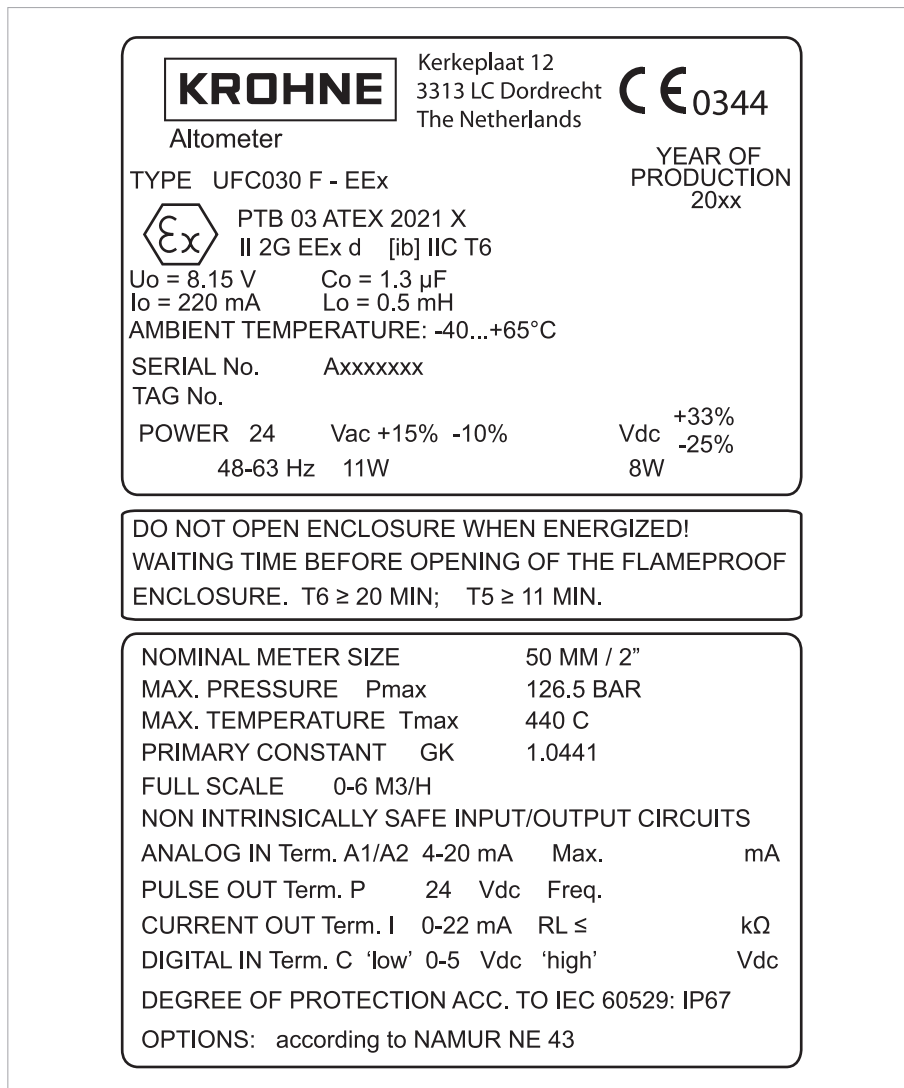 KROHNE
Altometer
Kerkeplaat 12
3313 LC Dordrecht
The Netherlands
CE 0344
YEAR OF
PRODUCTION
20xx
TYPE UFC030 F - EEx
Ex
PTB 03 ATEX 2021 X
II 2G EEx d [ib] IIC T6
Uo = 8.15 V Co = 1.3 µF
Io = 220 mA Lo = 0.5 mH
AMBIENT TEMPERATURE: -40...+65°C
SERIAL No. Axxxxxxx
TAG No.
POWER 24 Vac +15% -10% Vdc +33% -25%
48-63 Hz 11W 8W
DO NOT OPEN ENCLOSURE WHEN ENERGIZED!
WAITING TIME BEFORE OPENING OF THE FLAMEPROOF
ENCLOSURE. T6 ≥ 20 MIN; T5 ≥ 11 MIN.
NOMINAL METER SIZE 50 MM / 2”
MAX. PRESSURE Pmax 126.5 BAR
MAX. TEMPERATURE Tmax 440 C
PRIMARY CONSTANT GK 1.0441
FULL SCALE 0-6 M3/H
NON INTRINSICALLY SAFE INPUT/OUTPUT CIRCUITS
ANALOG IN Term. A1/A2 4-20 mA Max. mA
PULSE OUT Term. P 24 Vdc Freq.
CURRENT OUT Term. I 0-22 mA RL ≤ kΩ
DIGITAL IN Term. C ‘low’ 0-5 Vdc ‘high’ Vdc
DEGREE OF PROTECTION ACC. TO IEC 60529: IP67
OPTIONS: according to NAMUR NE 43